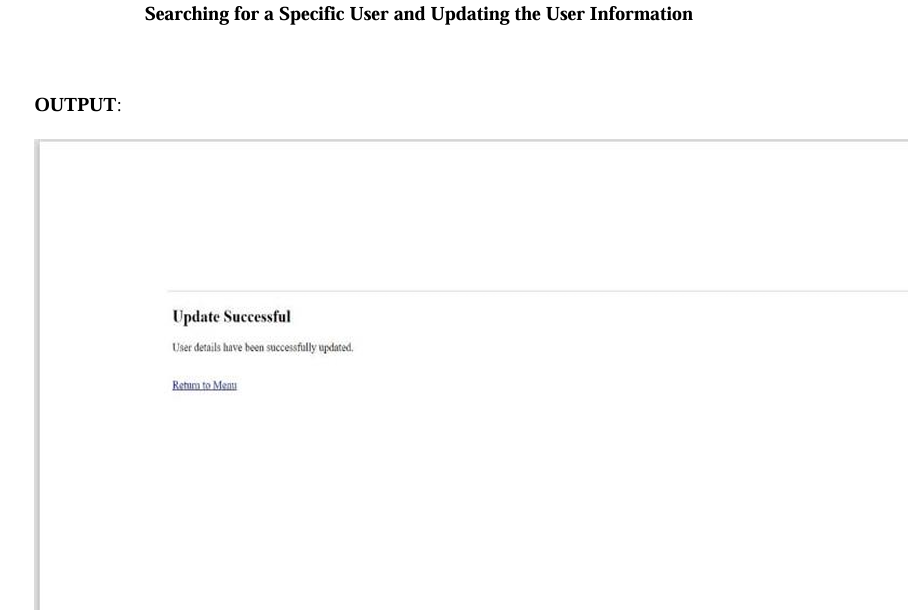 Searching for a Specific User and Updating the User Information
OUTPUT:
Update Successful
User details have been successfully updated.
Return to Menu